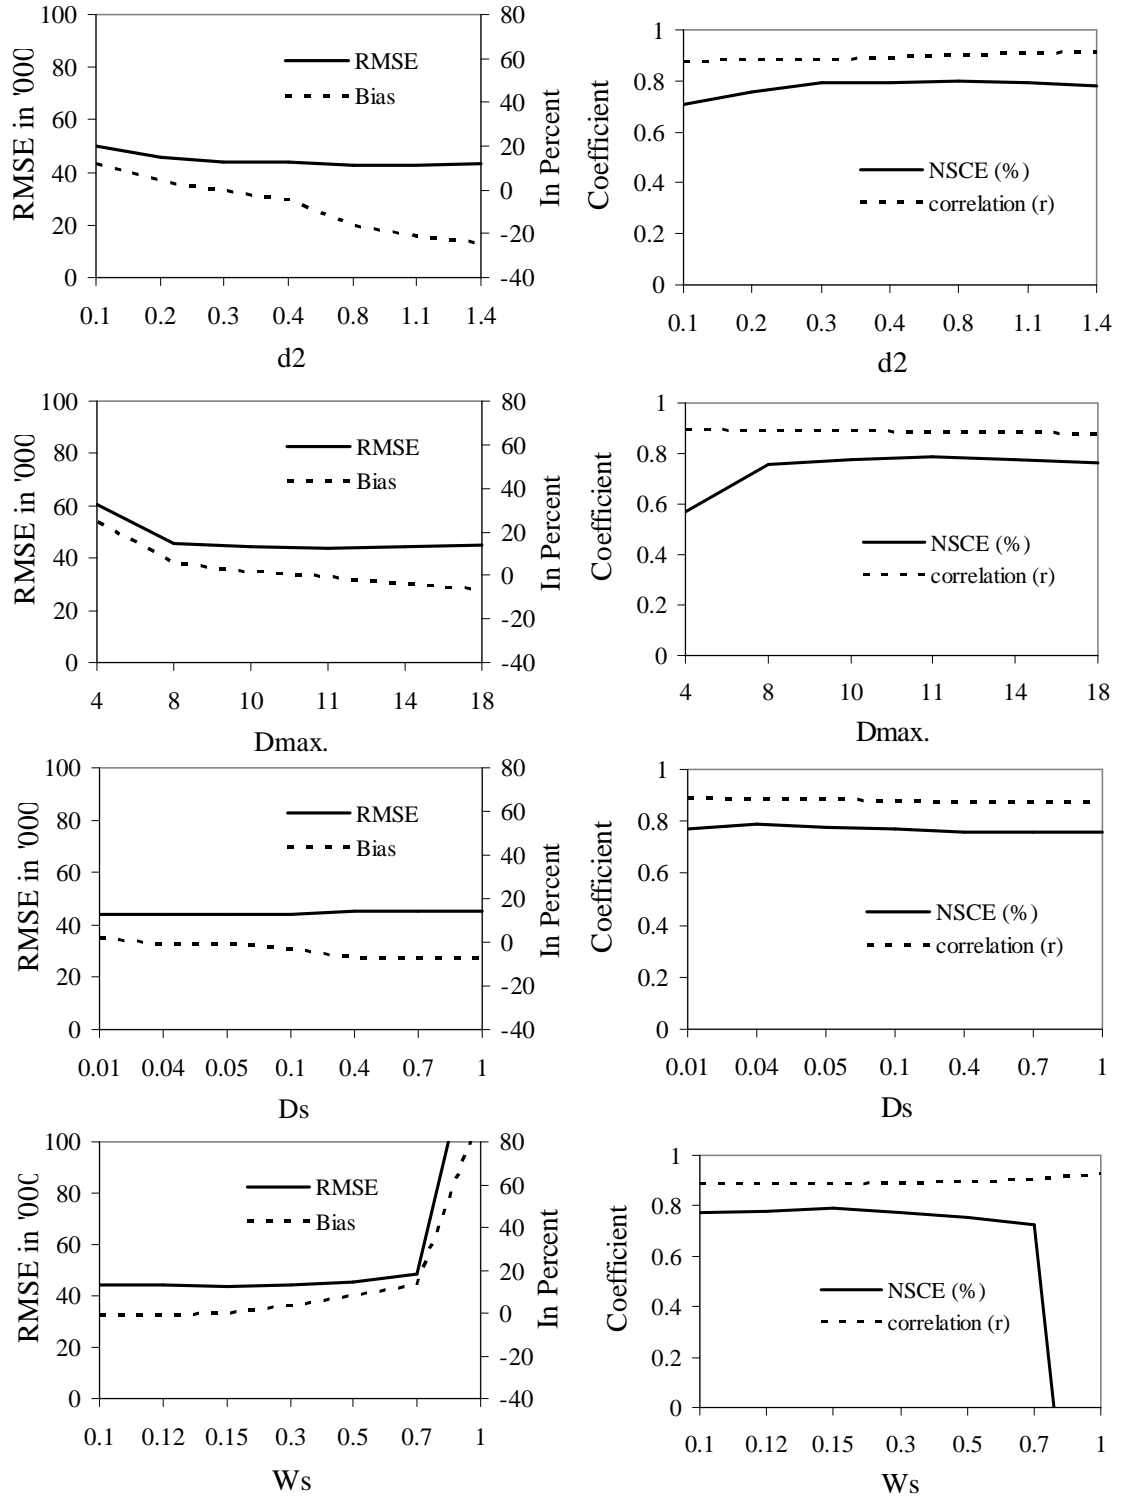 100 80
80 60
60 40
40 20
20 0
0 -20
-40
RMSE in '000
In Percent
RMSE
Bias
0.1 0.2 0.3 0.4 0.8 1.1 1.4
d2
1
0.8
0.6
0.4
0.2
0
Coefficient
NSCE (%)
correlation (r)
0.1 0.2 0.3 0.4 0.8 1.1 1.4
d2
100 80
80 60
60 40
40 20
20 0
0 -20
-40
RMSE in '000
In Percent
RMSE
Bias
4 8 10 11 14 18
Dmax.
1
0.8
0.6
0.4
0.2
0
Coefficient
NSCE (%)
correlation (r)
4 8 10 11 14 18
Dmax.
100 80
80 60
60 40
40 20
20 0
0 -20
-40
RMSE in '000
In Percent
RMSE
Bias
0.01 0.04 0.05 0.1 0.4 0.7 1
Ds
1
0.8
0.6
0.4
0.2
0
Coefficient
NSCE (%)
correlation (r)
0.01 0.04 0.05 0.1 0.4 0.7 1
Ds
100 80
80 60
60 40
40 20
20 0
0 -20
-40
RMSE in '000
In Percent
RMSE
Bias
0.1 0.12 0.15 0.3 0.5 0.7 1
Ws
1
0.8
0.6
0.4
0.2
0
Coefficient
NSCE (%)
correlation (r)
0.1 0.12 0.15 0.3 0.5 0.7 1
Ws